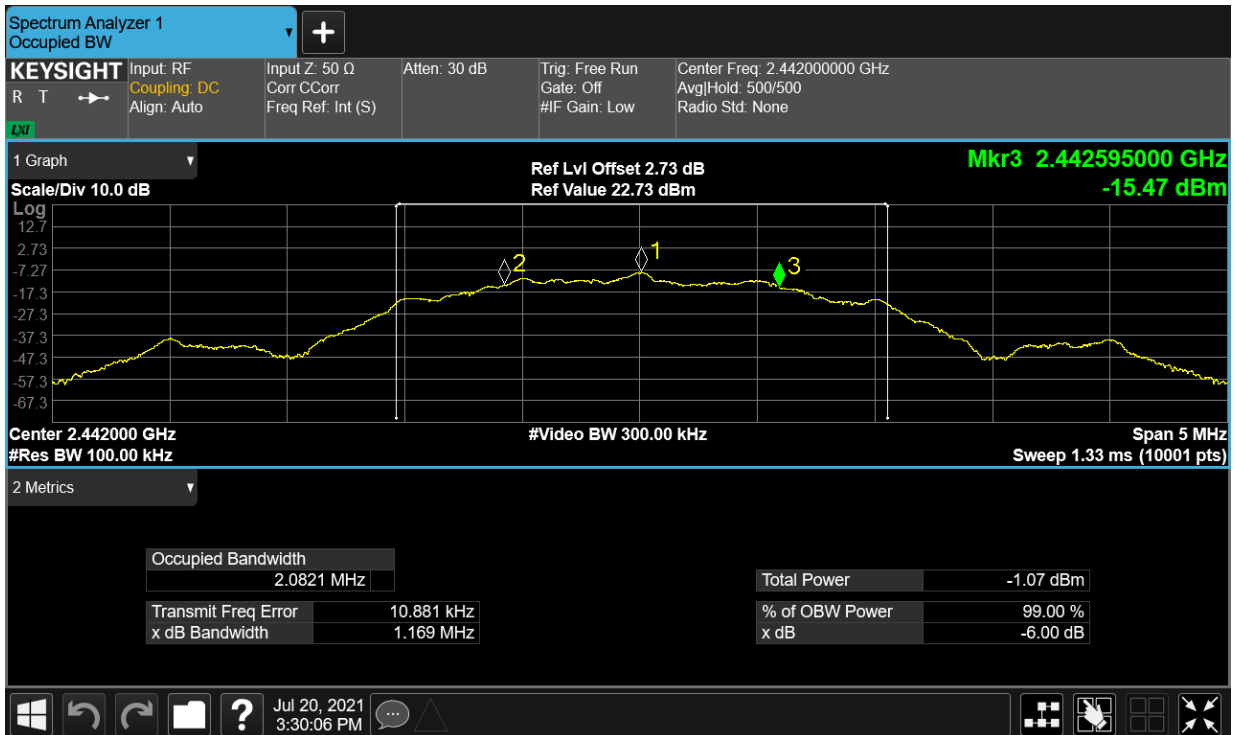 Spectrum Analyzer 1
Occupied BW
▼
+
KEYSIGHT
R T
LXI
Input: RF
Coupling: DC
Align: Auto
Input Z: 50 Ω
Corr CCorr
Freq Ref: Int (S)
Atten: 30 dB
Trig: Free Run
Gate: Off
#IF Gain: Low
Center Freq: 2.442000000 GHz
Avg|Hold: 500/500
Radio Std: None
1 Graph ▼
Ref Lvl Offset 2.73 dB
Mkr3 2.442595000 GHz
Scale/Div 10.0 dB
Ref Value 22.73 dBm
-15.47 dBm
Log
12.7
2.73
-7.27
-17.3
-27.3
-37.3
-47.3
-57.3
-67.3
2
1
3
Center 2.442000 GHz
#Video BW 300.00 kHz
Span 5 MHz
#Res BW 100.00 kHz
Sweep 1.33 ms (10001 pts)
2 Metrics ▼
Occupied Bandwidth
2.0821 MHz
Total Power -1.07 dBm
Transmit Freq Error 10.881 kHz
% of OBW Power 99.00 %
x dB Bandwidth 1.169 MHz
x dB -6.00 dB
?
Jul 20, 2021
3:30:06 PM